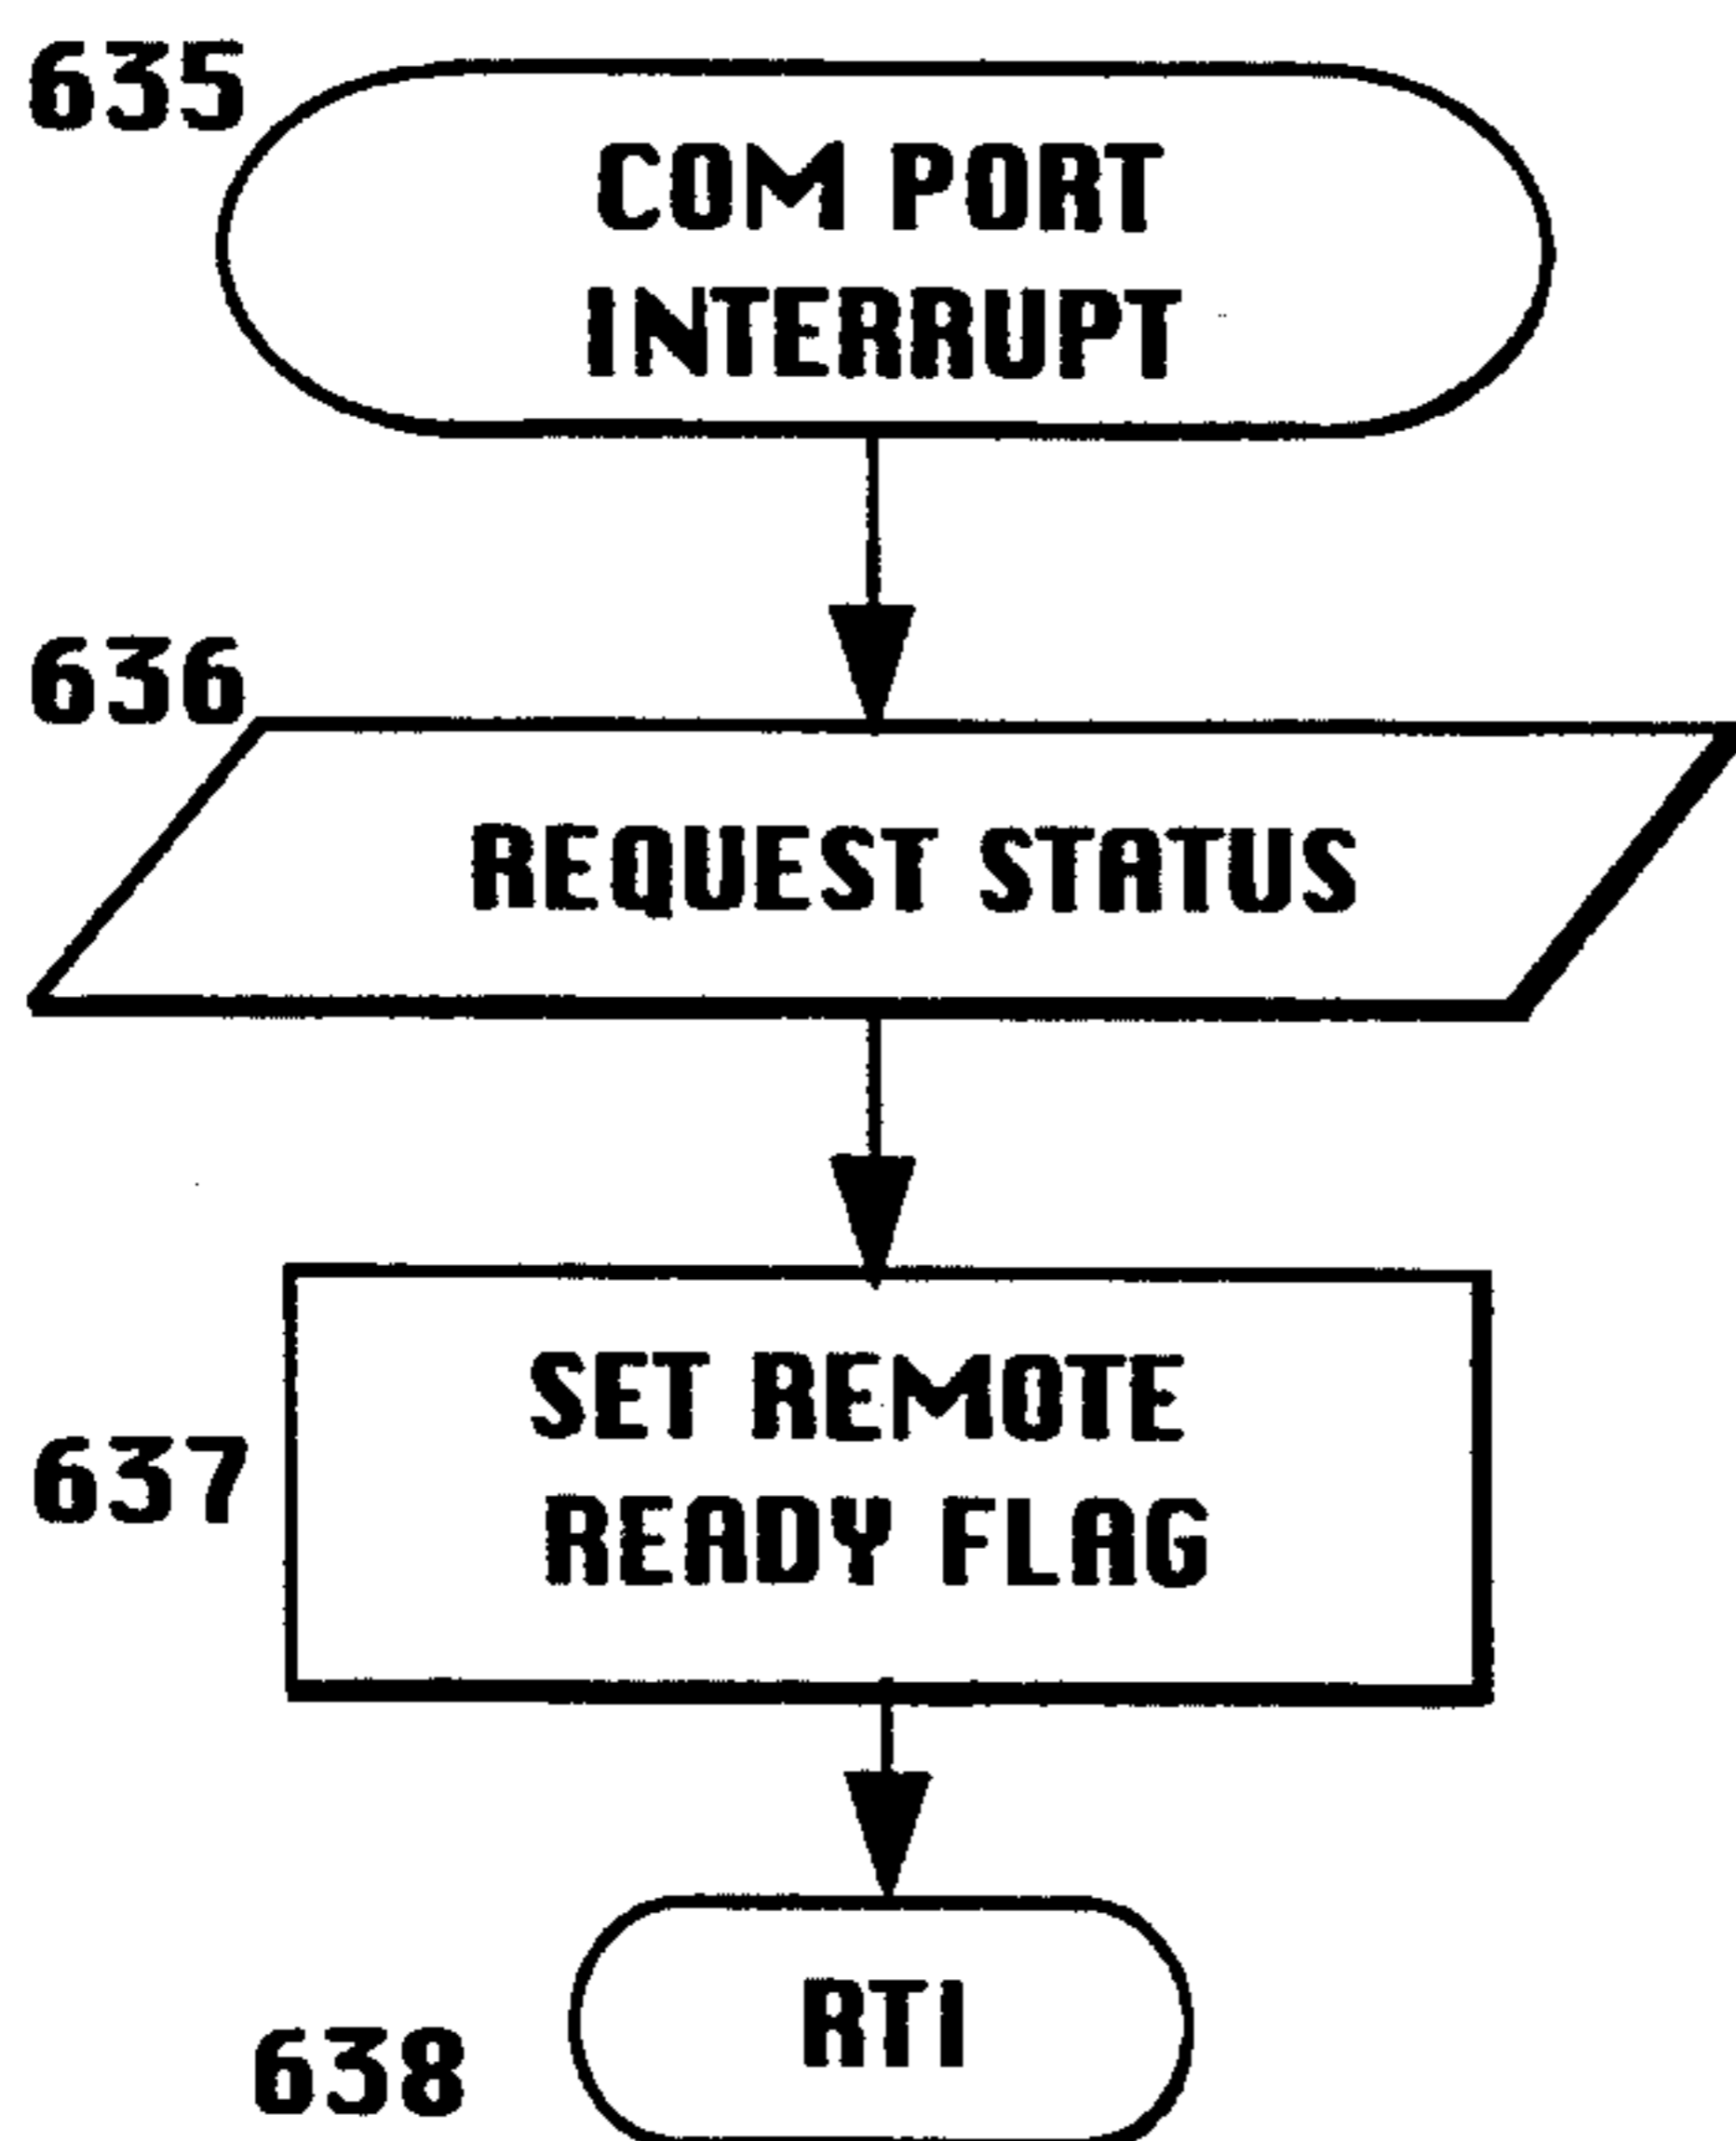 635
COM PORT
INTERRUPT
636
REQUEST STATUS
SET REMOTE
637
READY FLAG
RTI
638